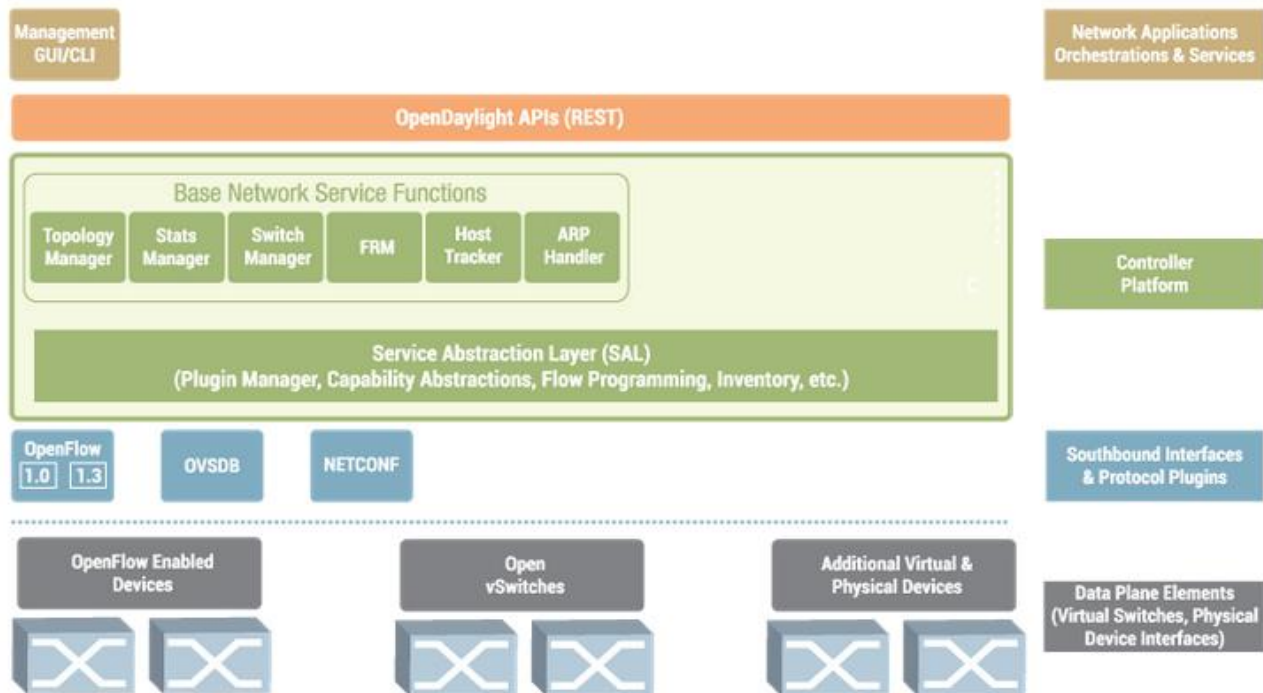 Management
GUI/CLI
Network Applications
Orchestrations & Services
OpenDaylight APIs (REST)
Base Network Service Functions
Topology
Manager
Stats
Manager
Switch
Manager
FRM
Host
Tracker
ARP
Handler
Controller
Platform
Service Abstraction Layer (SAL)
(Plugin Manager, Capability Abstractions, Flow Programming, Inventory, etc.)
OpenFlow
1.0 1.3
OVSDB
NETCONF
Southbound Interfaces
& Protocol Plugins
OpenFlow Enabled
Devices
Open
vSwitches
Additional Virtual &
Physical Devices
Data Plane Elements
(Virtual Switches, Physical
Device Interfaces)